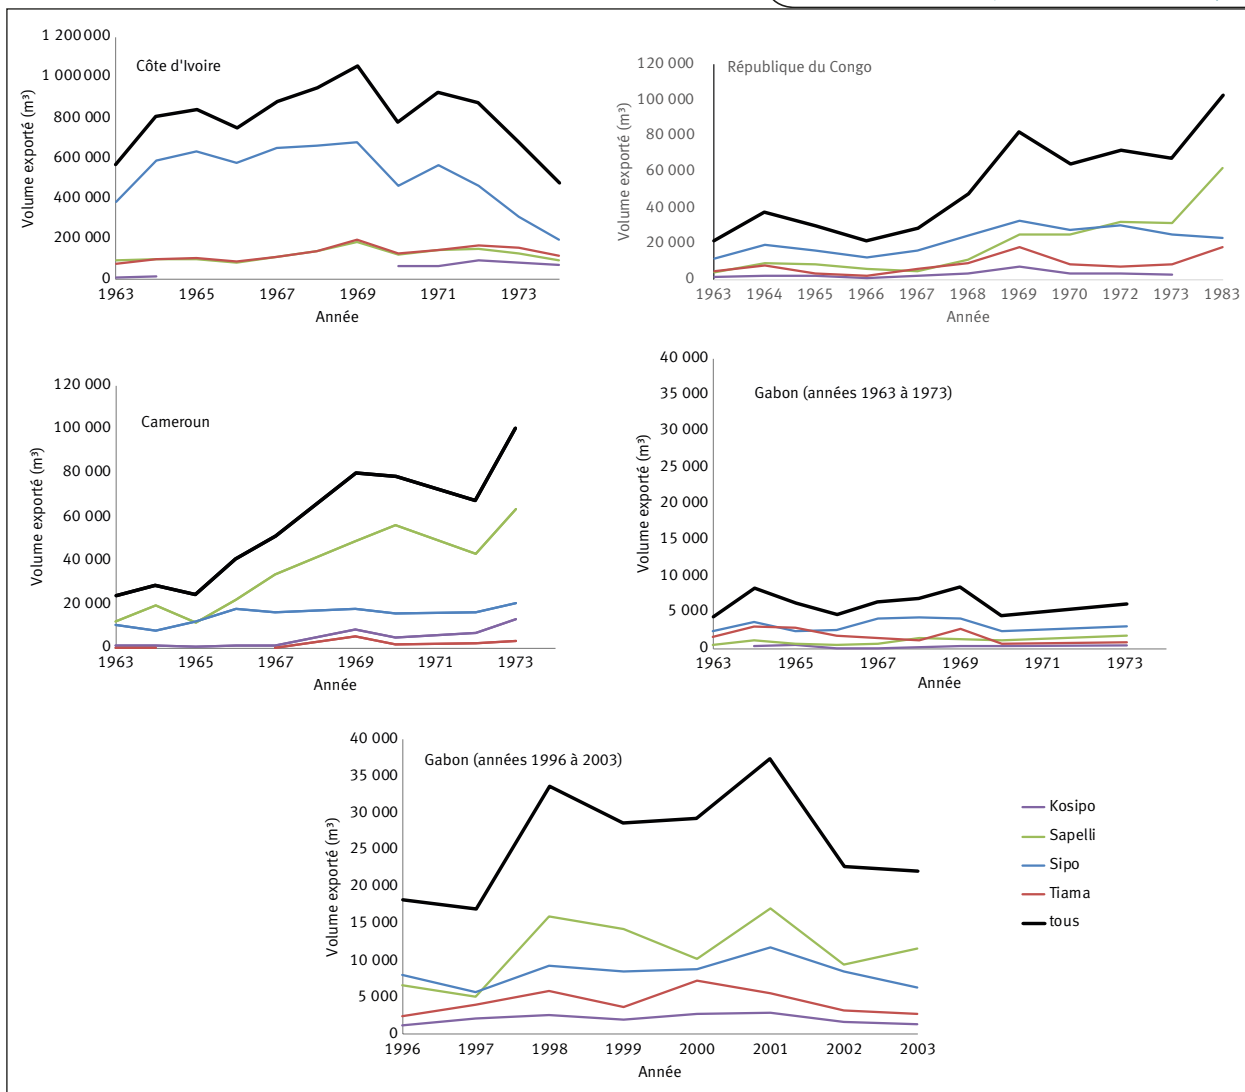 Côte d'Ivoire
Volume exporté (m³)
1 200 000
1 000 000
800 000
600 000
400 000
200 000
0
1963 1965 1967 1969 1971 1973
Année
République du Congo
Volume exporté (m³)
120 000
100 000
80 000
60 000
40 000
20 000
0
1963 1964 1965 1966 1967 1968 1969 1970 1972 1973 1983
Année
Cameroun
Volume exporté (m³)
120 000
100 000
80 000
60 000
40 000
20 000
0
1963 1965 1967 1969 1971 1973
Année
Gabon (années 1963 à 1973)
Volume exporté (m³)
40 000
35 000
30 000
25 000
20 000
15 000
10 000
5 000
0
1963 1965 1967 1969 1971 1973
Année
Gabon (années 1996 à 2003)
Volume exporté (m³)
40 000
35 000
30 000
25 000
20 000
15 000
10 000
5 000
0
1996 1997 1998 1999 2000 2001 2002 2003
Année
Kosipo
Sapelli
Sipo
Tiama
tous